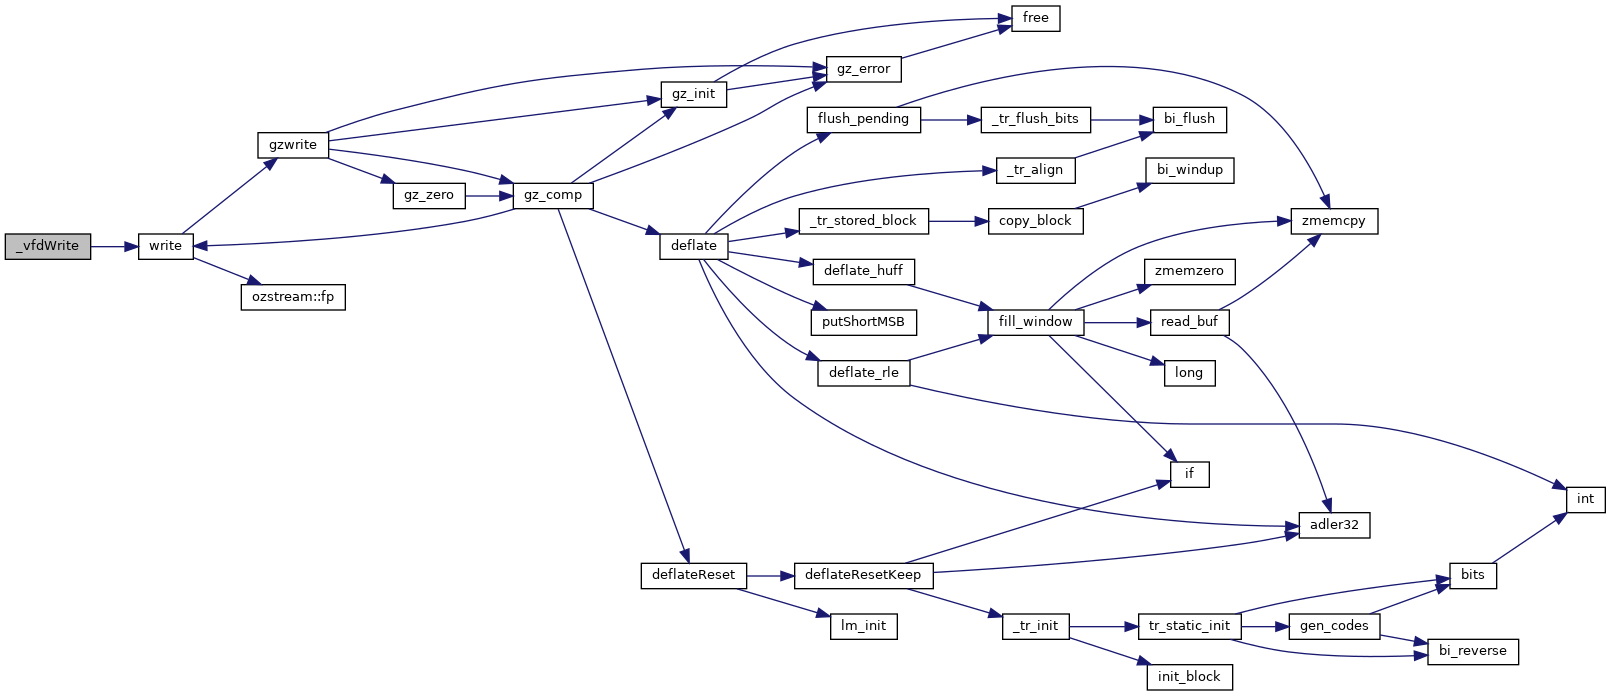 _vfdWrite
write
gzwrite
ozstream::fp
gz_zero
gz_comp
gz_init
gz_error
free
deflate
flush_pending
_tr_flush_bits
bi_flush
_tr_align
bi_windup
_tr_stored_block
copy_block
zmemcpy
deflate_huff
zmemzero
putShortMSB
fill_window
read_buf
deflate_rle
long
if
int
adler32
deflateReset
deflateResetKeep
bits
lm_init
_tr_init
tr_static_init
gen_codes
bi_reverse
init_block